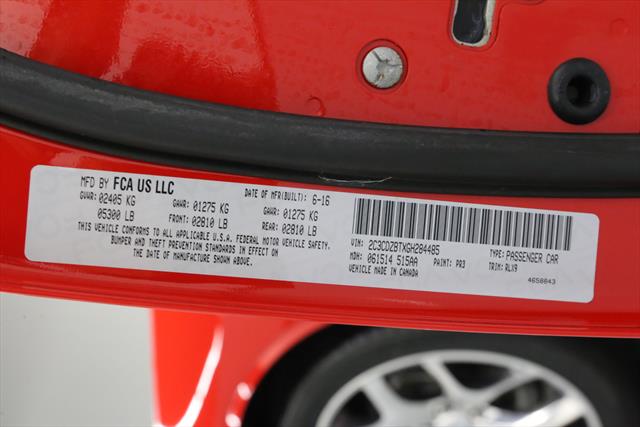 MFD BY FCA US LLC DATE OF MFR(BUILT): 6-16
GVWR: 02405 KG GAWR: 01275 KG GAWR: 01275 KG
05300 LB FRONT: 02810 LB REAR: 02810 LB
THIS VEHICLE CONFORMS TO ALL APPLICABLE U.S.A. FEDERAL MOTOR VEHICLE SAFETY,
BUMPER AND THEFT PREVENTION STANDARDS IN EFFECT ON
THE DATE OF MANUFACTURE SHOWN ABOVE.
VIN: 2C3CDZBTXGH284485 TYPE: PASSENGER CAR
MDH: 061514 515AA PAINT: PR3 TRIM: RLX9
VEHICLE MADE IN CANADA
4658843